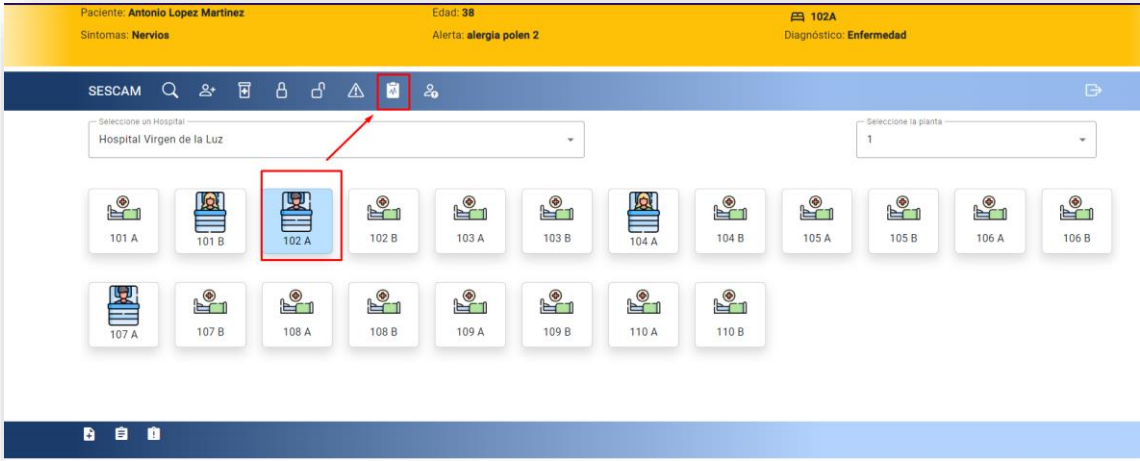 Paciente: Antonio Lopez Martinez Edad: 38 102A
Sintomas: Nervios Alerta: alergia polen 2 Diagnóstico: Enfermedad
SESCAM
Seleccione un Hospital Seleccione la planta
Hospital Virgen de la Luz 1
101 A 101 B 102 A 102 B 103 A 103 B 104 A 104 B 105 A 105 B 106 A 106 B
107 A 107 B 108 A 108 B 109 A 109 B 110 A 110 B